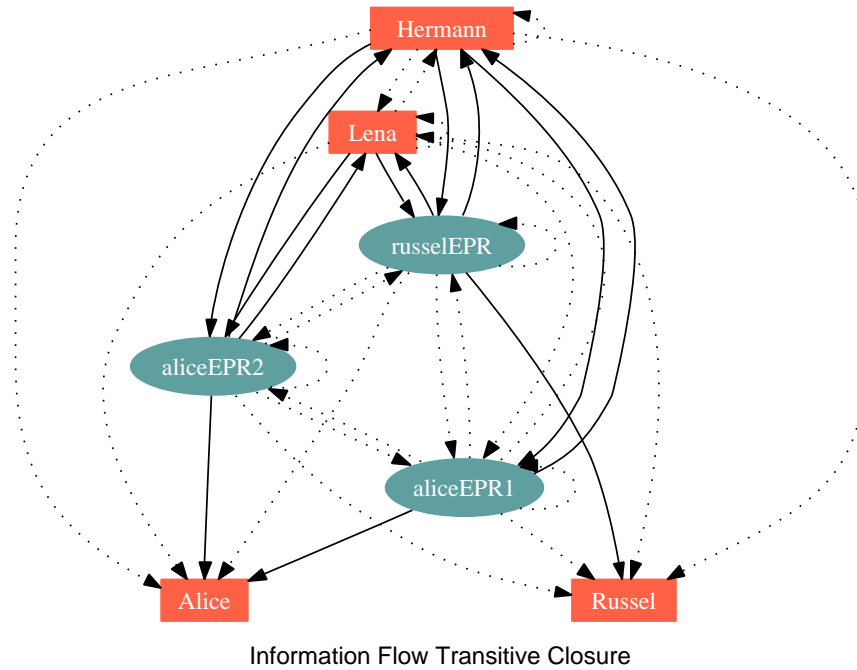 Hermann
Lena
russelEPR
aliceEPR2
aliceEPR1
Alice
Russel
Information Flow Transitive Closure